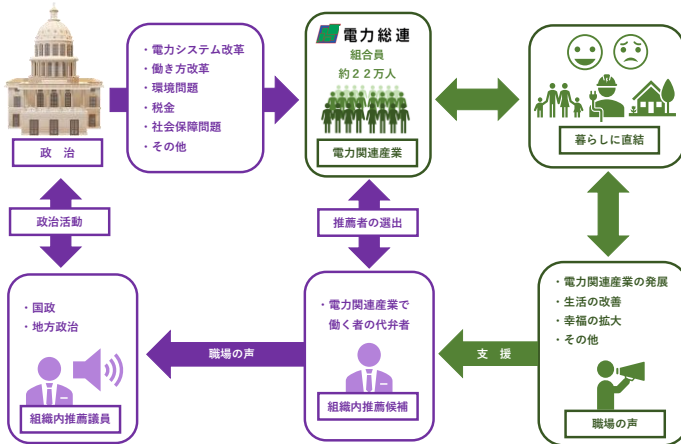 政　治
・電力システム改革
・働き方改革
・環境問題
・税金
・社会保障問題
・その他
電力総連
組合員
約２２万人
電力関連産業
暮らしに直結
政治活動
推薦者の選出
・国政
・地方政治
組織内推薦議員
職場の声
・電力関連産業で
働く者の代弁者
組織内推薦候補
支　援
・電力関連産業の発展
・生活の改善
・幸福の拡大
・その他
職場の声